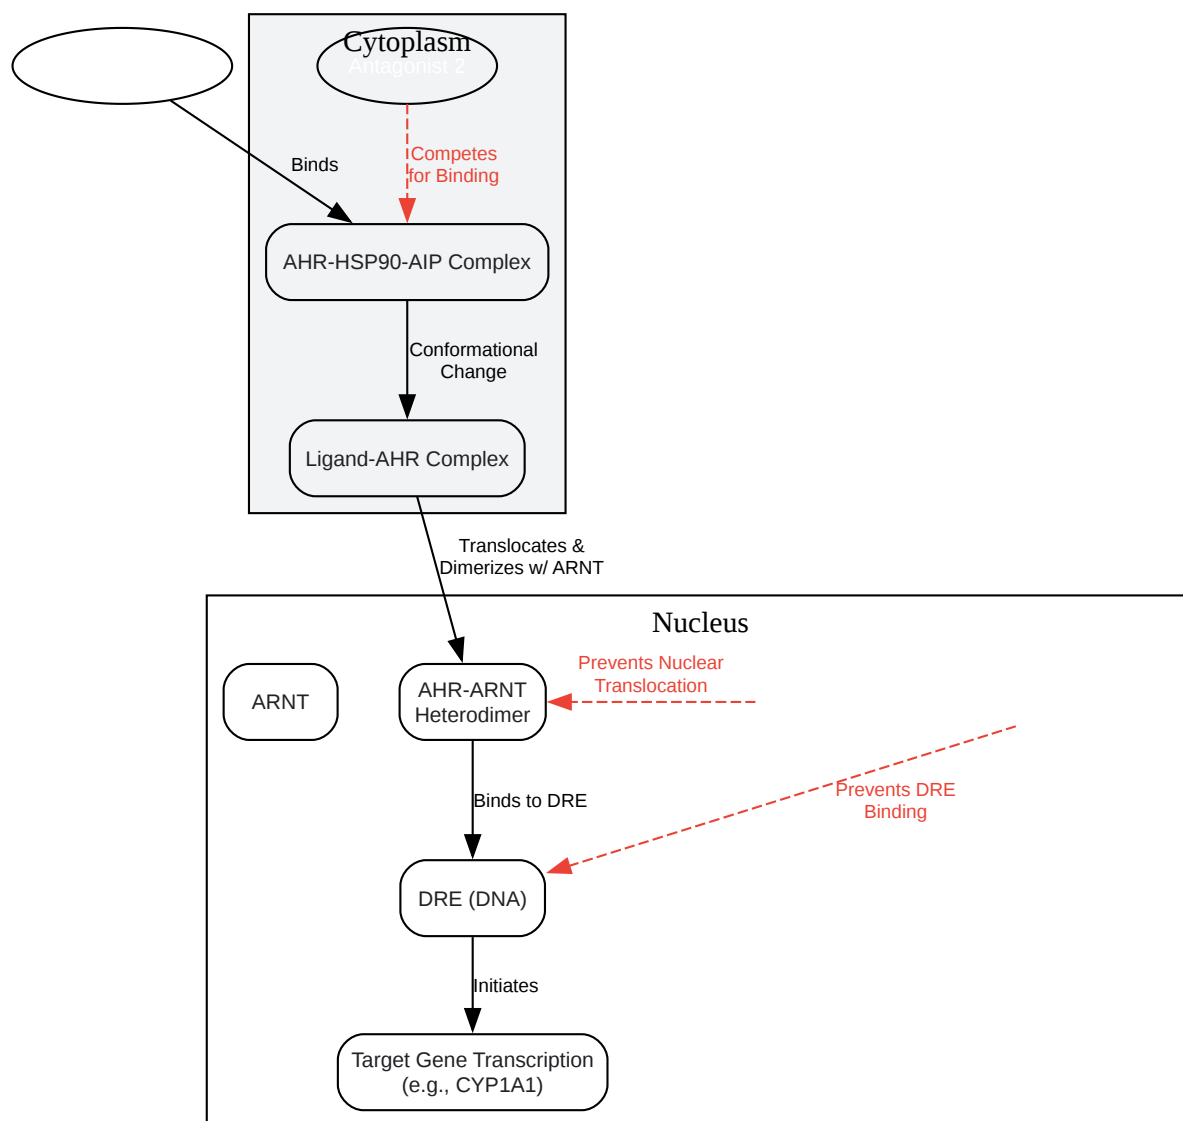 Cytoplasm
Antagonist 2
Binds
Competes
for Binding
AHR-HSP90-AIP Complex
Conformational
Change
Ligand-AHR Complex
Translocates &
Dimerizes w/ ARNT
Nucleus
Prevents Nuclear
Translocation
ARNT
AHR-ARNT
Heterodimer
Prevents DRE
Binding
Binds to DRE
DRE (DNA)
Initiates
Target Gene Transcription
(e.g., CYP1A1)